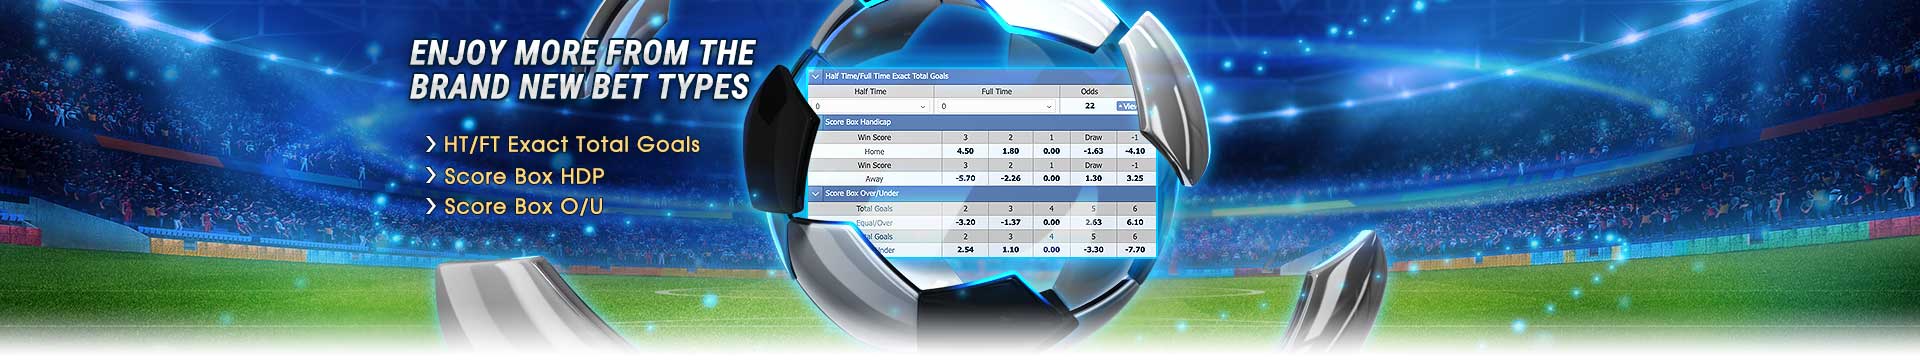 ENJOY MORE FROM THE
BRAND NEW BET TYPES
HT/FT Exact Total Goals
Score Box HDP
Score Box O/U
Half Time/Full Time Exact Total Goals
Half Time Full Time Odds
0 0 22 View
Score Box Handicap
Win Score 3 2 1 Draw -1
Home 4.50 1.80 0.00 -1.63 -4.10
Win Score 3 2 1 Draw -1
Away -5.70 -2.26 0.00 1.30 3.25
Score Box Over/Under
Total Goals 2 3 4 5 6
Equal/Over -3.20 -1.37 0.00 2.63 6.10
Goals 2 3 4 5 6
Under 2.54 1.10 0.00 -3.30 -7.70